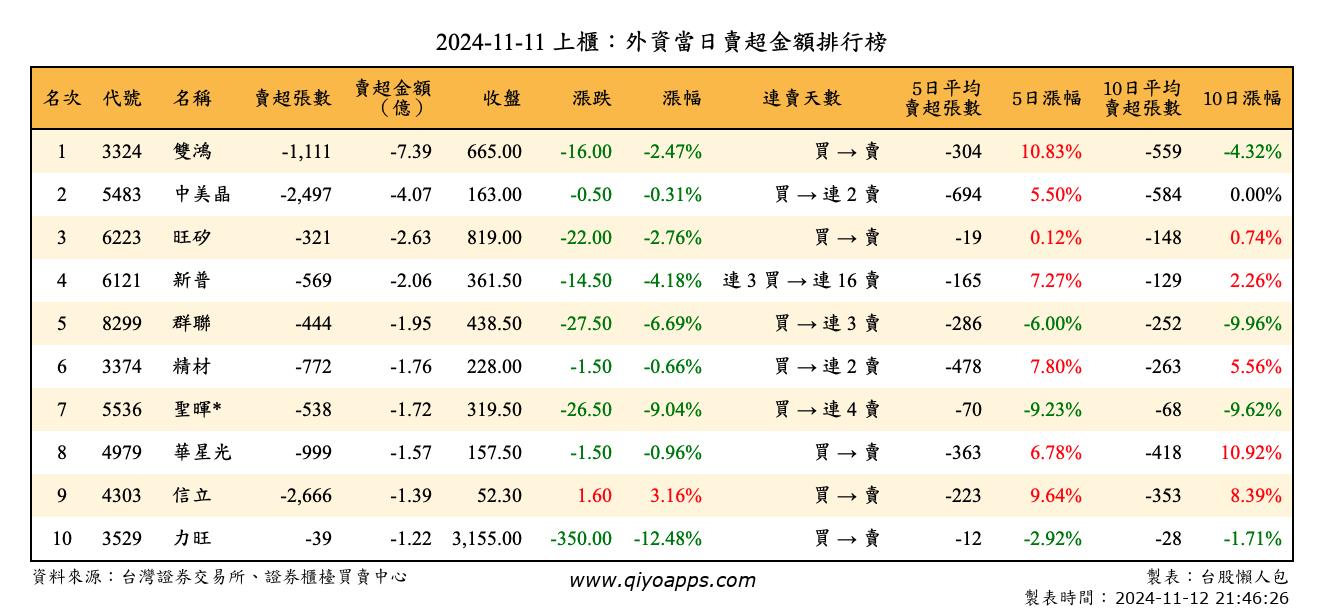 2024-11-11 上櫃：外資當日賣超金額排行榜
名次 代號 名稱 賣超張數 賣超金額（億） 收盤 漲跌 漲幅 連賣天數 5日平均賣超張數 5日漲幅 10日平均賣超張數 10日漲幅
1 3324 雙鴻 -1,111 -7.39 665.00 -16.00 -2.47% 買 → 賣 -304 10.83% -559 -4.32%
2 5483 中美晶 -2,497 -4.07 163.00 -0.50 -0.31% 買 → 連 2 賣 -694 5.50% -584 0.00%
3 6223 旺矽 -321 -2.63 819.00 -22.00 -2.76% 買 → 賣 -19 0.12% -148 0.74%
4 6121 新普 -569 -2.06 361.50 -14.50 -4.18% 連 3 買 → 連 16 賣 -165 7.27% -129 2.26%
5 8299 群聯 -444 -1.95 438.50 -27.50 -6.69% 買 → 連 3 賣 -286 -6.00% -252 -9.96%
6 3374 精材 -772 -1.76 228.00 -1.50 -0.66% 買 → 連 2 賣 -478 7.80% -263 5.56%
7 5536 聖暉* -538 -1.72 319.50 -26.50 -9.04% 買 → 連 4 賣 -70 -9.23% -68 -9.62%
8 4979 華星光 -999 -1.57 157.50 -1.50 -0.96% 買 → 賣 -363 6.78% -418 10.92%
9 4303 信立 -2,666 -1.39 52.30 1.60 3.16% 買 → 賣 -223 9.64% -353 8.39%
10 3529 力旺 -39 -1.22 3,155.00 -350.00 -12.48% 買 → 賣 -12 -2.92% -28 -1.71%
資料來源：台灣證券交易所、證券櫃檯買賣中心 www.qiyoapps.com 製表：台股懶人包
製表時間：2024-11-12 21:46:26